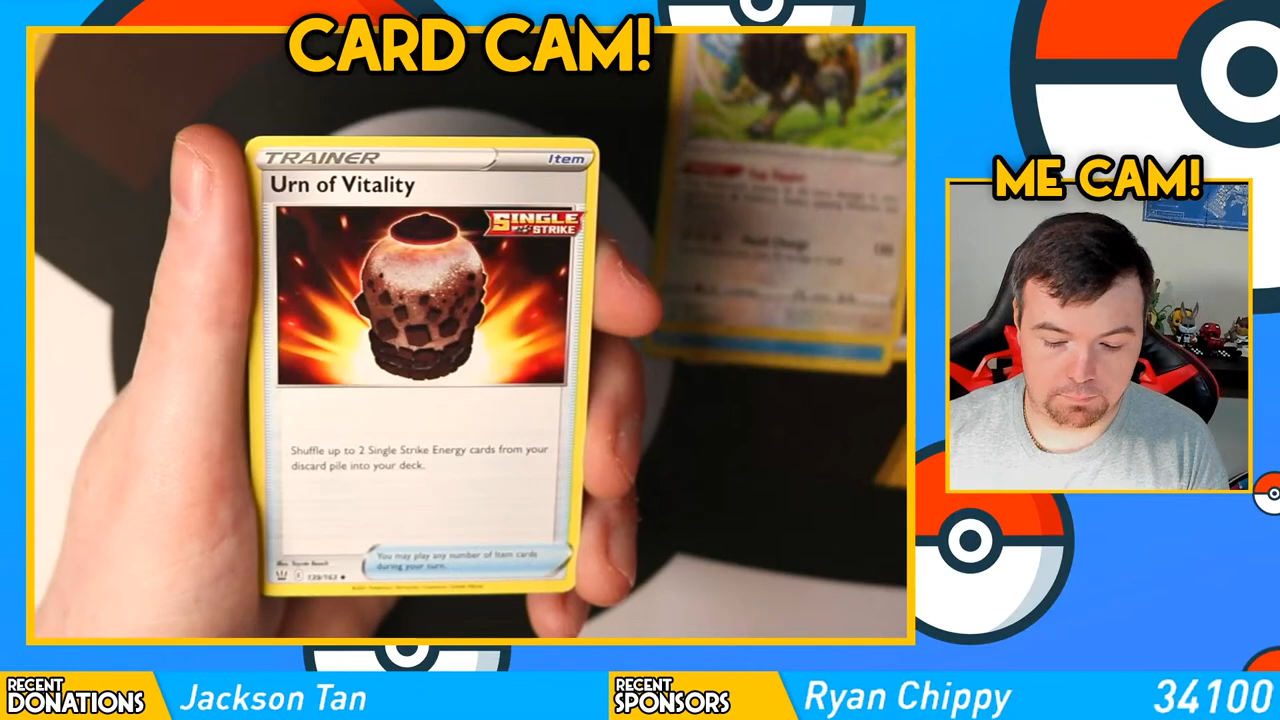 CARD CAM!
TRAINER
Item
Urn of Vitality
SINGLE
STRIKE
Shuffle up to 2 Single Strike Energy cards from your
discard pile into your deck.
You may play any number of Item cards
during your turn.
139/163
ME CAM!
RECENT
DONATIONS
Jackson Tan
RECENT
SPONSORS
Ryan Chippy
34100